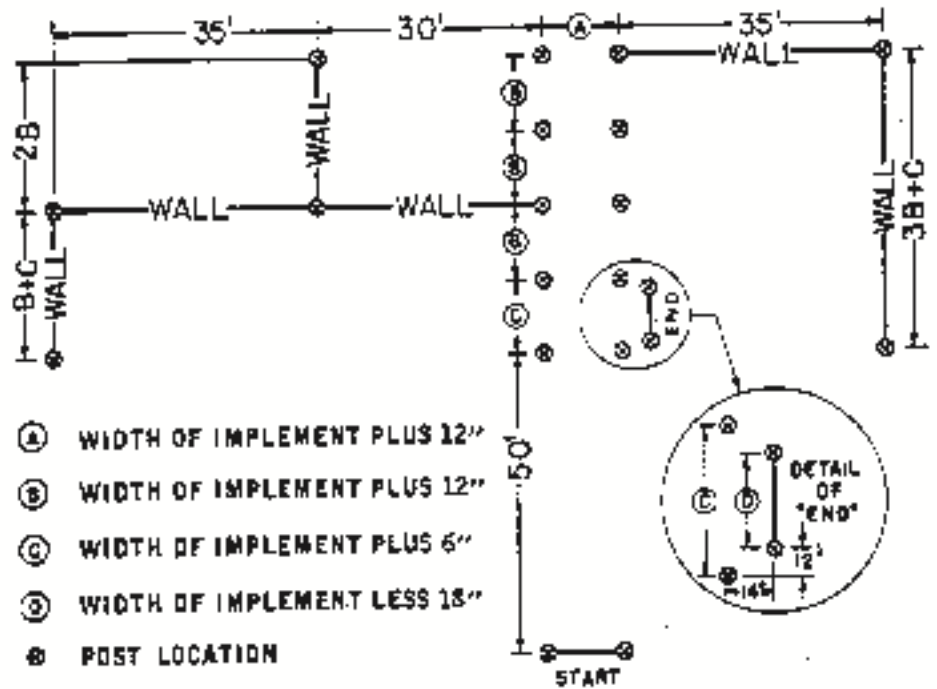 35' 30' A 35'
WALL
2B
WALL
B
B
WALL
WALL
B
WALL
3B+C
B+C
WALL
C
END
50'
A WIDTH OF IMPLEMENT PLUS 12"
B WIDTH OF IMPLEMENT PLUS 12"
C WIDTH OF IMPLEMENT PLUS 6"
D WIDTH OF IMPLEMENT LESS 18"
POST LOCATION
C
D
DETAIL
OF
"END"
START